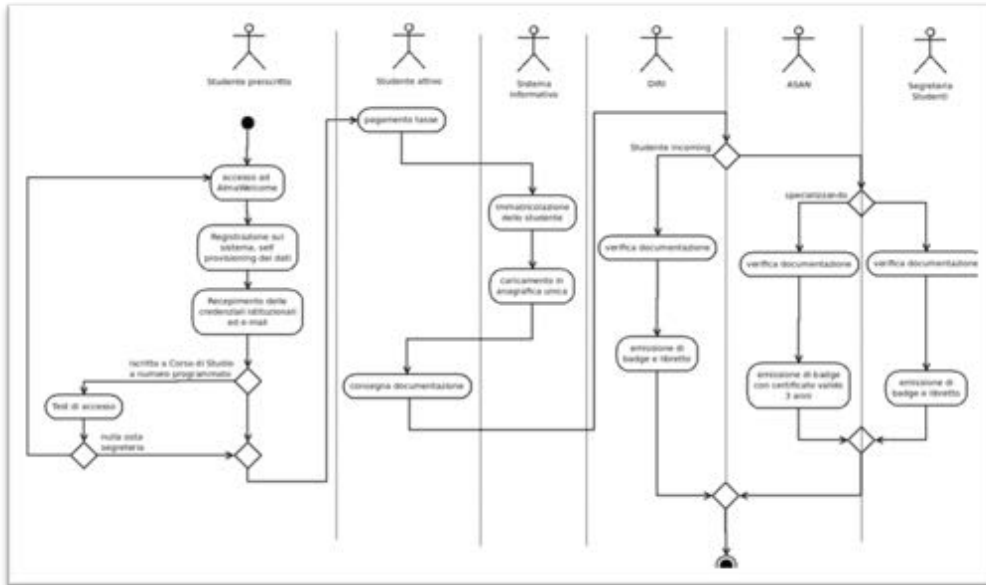 Studente preiscritto
Studente attivo
Sistema
Informativo
DIRI
ASAN
Segreteria
Studenti
accesso ad
AlmaWelcome
Registrazione sul
sistema, self
provisioning dei dati
Recepimento delle
credenziali istituzionali
ed e-mail
iscritto a Corso di Studio
a numero programmato
Test di accesso
nulla osta
segreteria
pagamento tasse
consegna documentazione
Immatricolazione
dello studente
caricamento in
anagrafica unica
Studente incoming
verifica documentazione
emissione di
badge e libretto
specializzando
verifica documentazione
emissione di badge
con certificato valido
3 anni
verifica documentazione
emissione di
badge e libretto